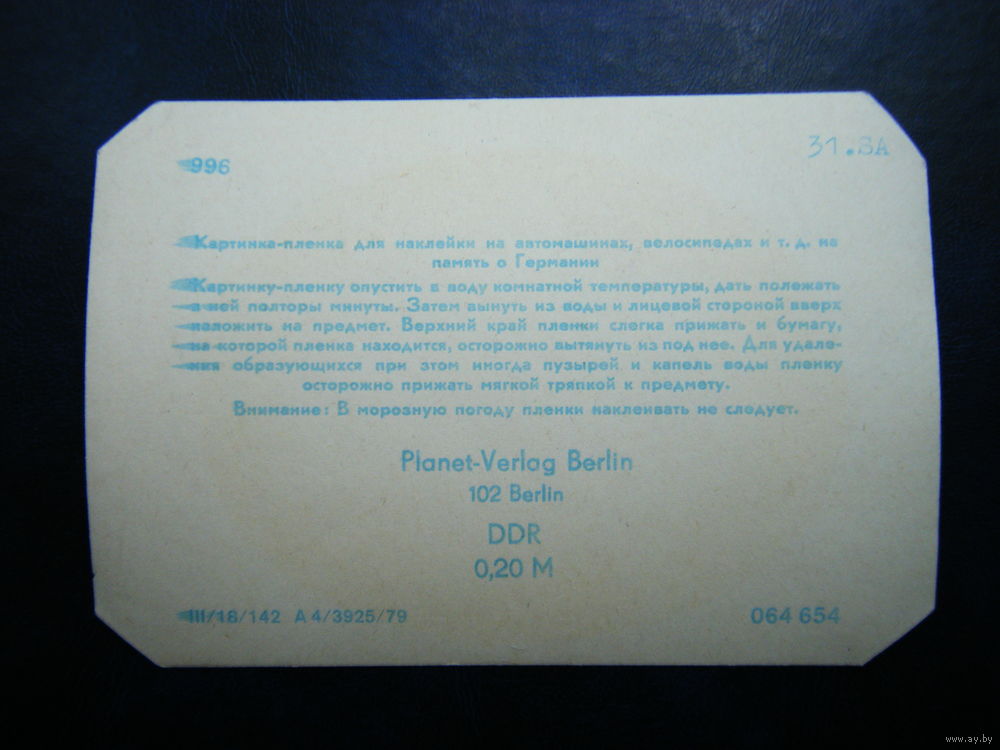 996
31.SA
Картинка-пленка для наклейки на автомашинах, велосипедах и т. д. на
память о Германии
Картинку-пленку опустить в воду комнатной температуры, дать полежать
в ней полторы минуты. Затем вынуть из воды и лицевой стороной вверх
наложить на предмет. Верхний край пленки слегка прижать и бумагу,
на которой пленка находится, осторожно вытянуть из под нее. Для удале-
ния образующихся при этом иногда пузырей и капель воды пленку
осторожно прижать мягкой тряпкой к предмету.
Внимание: В морозную погоду пленки наклеивать не следует.
Planet-Verlag Berlin
102 Berlin
DDR
0,20 M
III/18/142 A 4/3925/79
064 654
www.ay.by